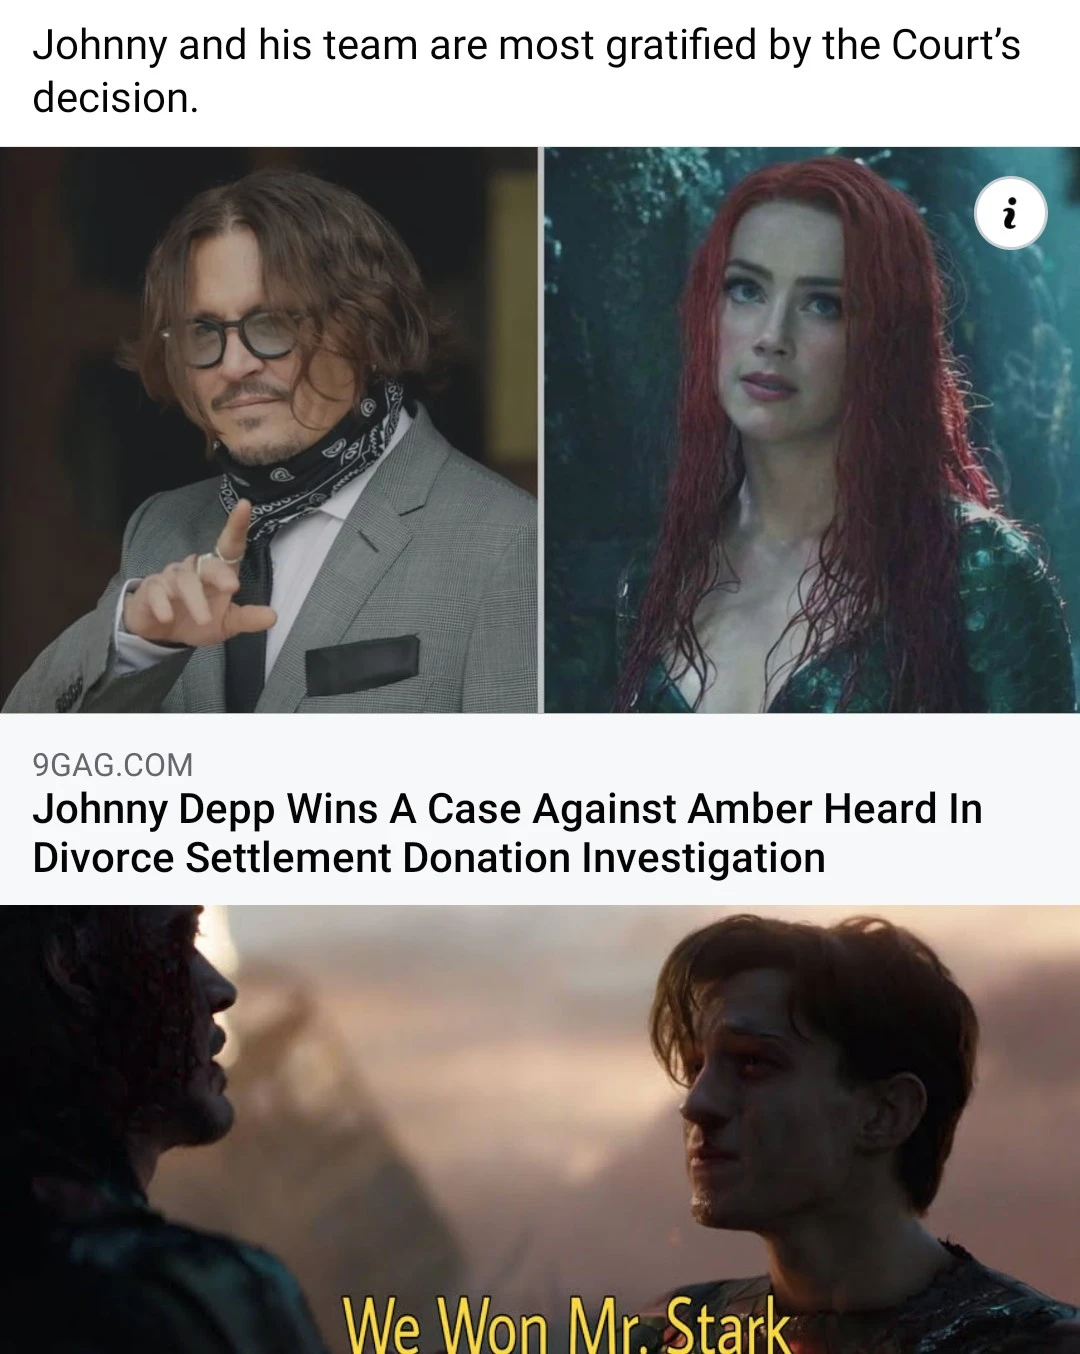 Johnny and his team are most gratified by the Court’s
decision.
i
9GAG.COM
Johnny Depp Wins A Case Against Amber Heard In
Divorce Settlement Donation Investigation
We Won Mr. Stark